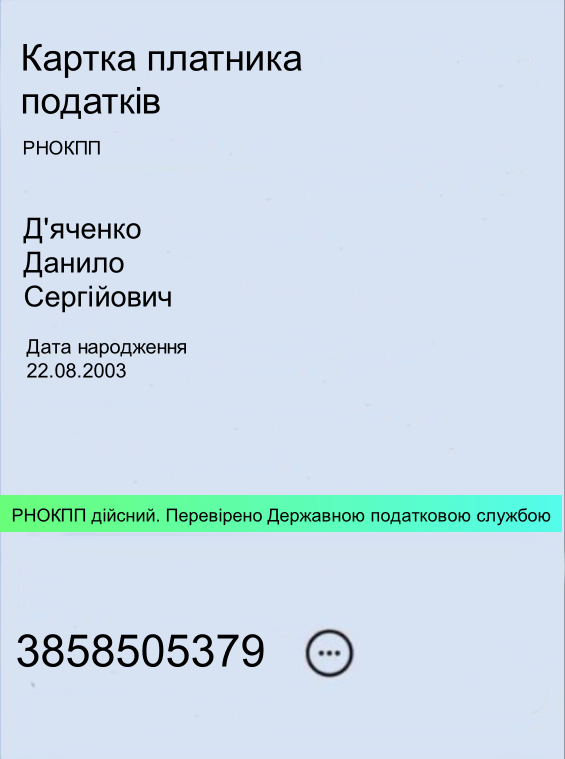 Картка платника
податків
РНОКПП
Д'яченко
Данило
Сергійович
Дата народження
22.08.2003
РНОКПП дійсний. Перевірено Державною податковою службою
3858505379